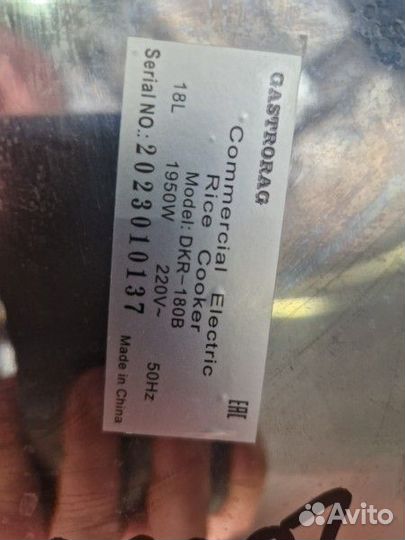 GASTRORAG
Commercial Electric
Rice Cooker
Model: DKR-180B
18L 1950W 220V~ 50Hz
Serial NO.: 2023010137
Made in China
EAC
Avito